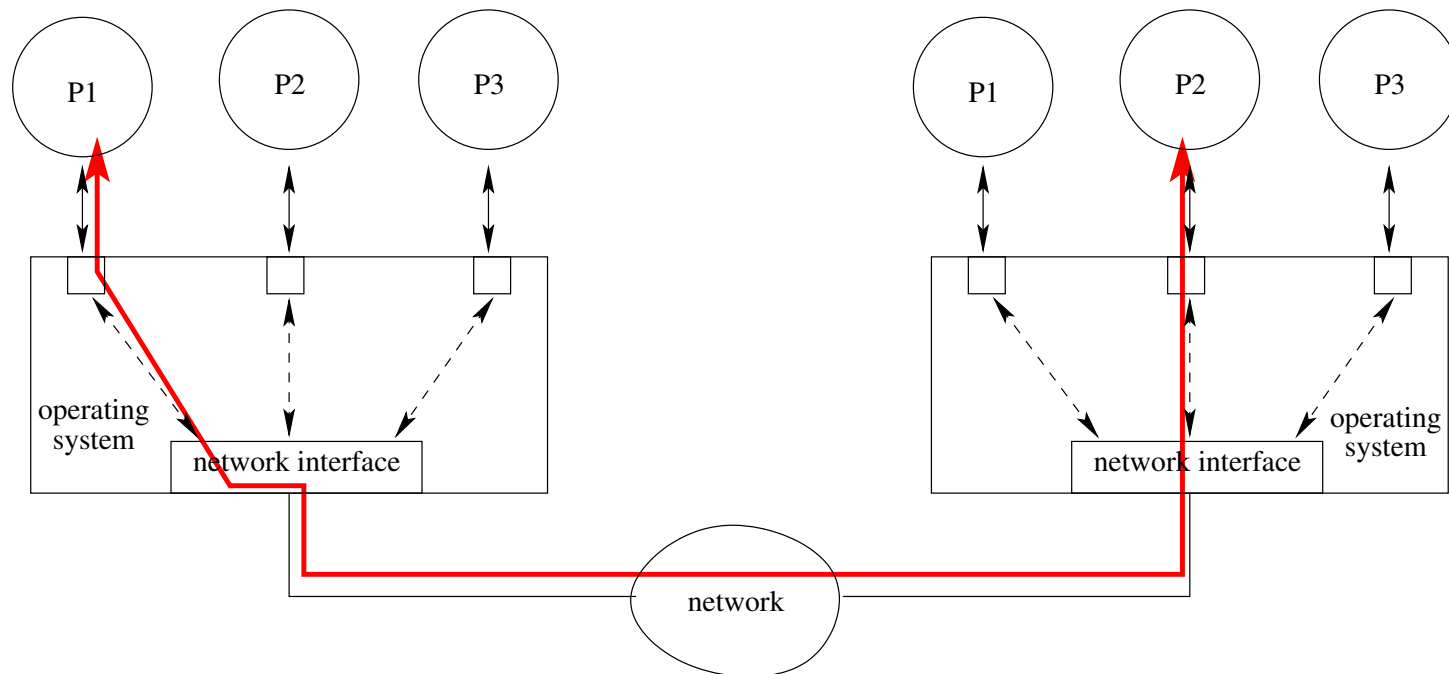 P1
P2
P3
P1
P2
P3
operating
system
network interface
network interface
operating
system
network